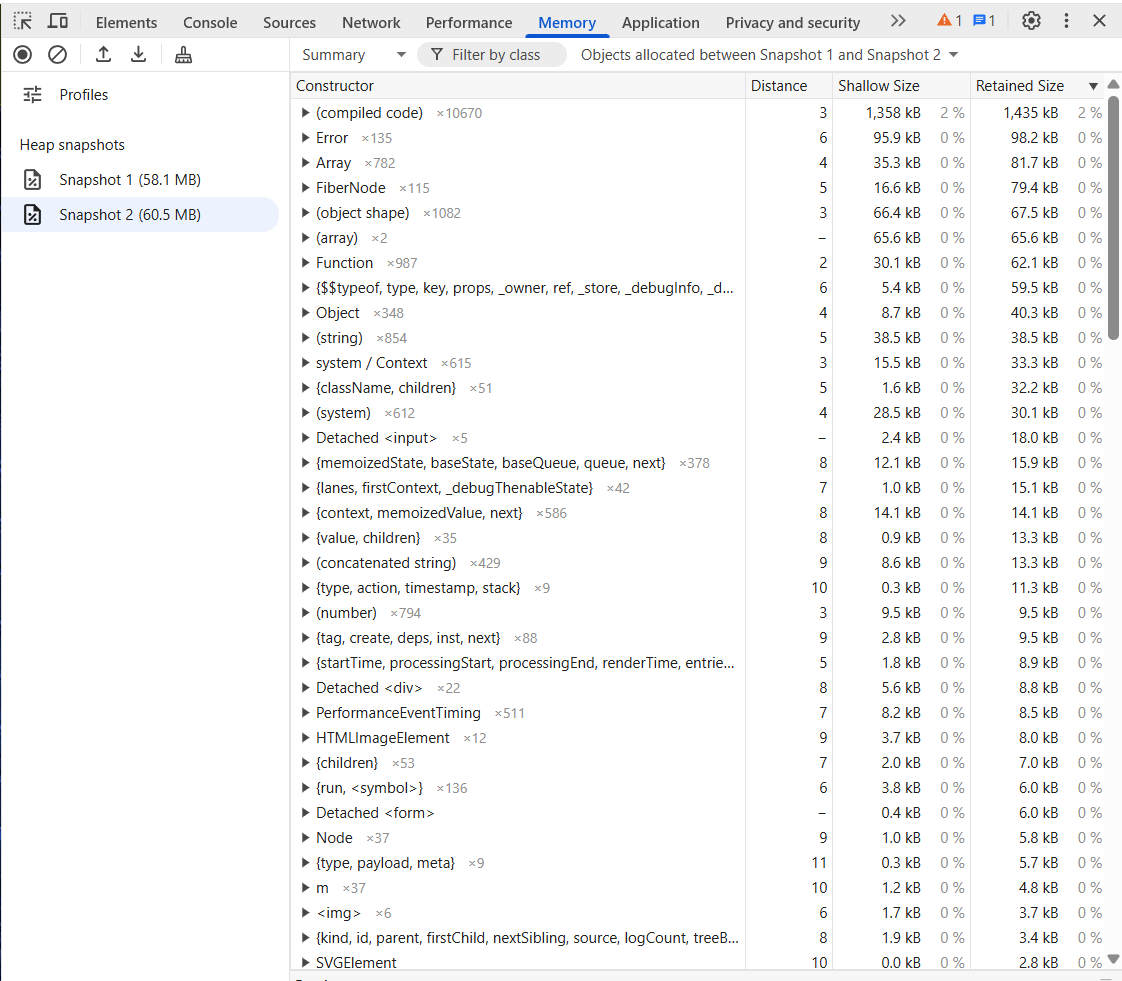 Elements Console Sources Network Performance Memory Application Privacy and security 1 1
Summary Filter by class Objects allocated between Snapshot 1 and Snapshot 2
Profiles
Heap snapshots
Snapshot 1 (58.1 MB)
Snapshot 2 (60.5 MB)
Constructor Distance Shallow Size Retained Size
(compiled code) ×10670 3 1,358 kB 2 % 1,435 kB 2 %
Error ×135 6 95.9 kB 0 % 98.2 kB 0 %
Array ×782 4 35.3 kB 0 % 81.7 kB 0 %
FiberNode ×115 5 16.6 kB 0 % 79.4 kB 0 %
(object shape) ×1082 3 66.4 kB 0 % 67.5 kB 0 %
(array) ×2 – 65.6 kB 0 % 65.6 kB 0 %
Function ×987 2 30.1 kB 0 % 62.1 kB 0 %
{$$typeof, type, key, props, _owner, ref, _store, _debugInfo, _d... 6 5.4 kB 0 % 59.5 kB 0 %
Object ×348 4 8.7 kB 0 % 40.3 kB 0 %
(string) ×854 5 38.5 kB 0 % 38.5 kB 0 %
system / Context ×615 3 15.5 kB 0 % 33.3 kB 0 %
{className, children} ×51 5 1.6 kB 0 % 32.2 kB 0 %
(system) ×612 4 28.5 kB 0 % 30.1 kB 0 %
Detached <input> ×5 – 2.4 kB 0 % 18.0 kB 0 %
{memoizedState, baseState, baseQueue, queue, next} ×378 8 12.1 kB 0 % 15.9 kB 0 %
{lanes, firstContext, _debugThenableState} ×42 7 1.0 kB 0 % 15.1 kB 0 %
{context, memoizedValue, next} ×586 8 14.1 kB 0 % 14.1 kB 0 %
{value, children} ×35 8 0.9 kB 0 % 13.3 kB 0 %
(concatenated string) ×429 9 8.6 kB 0 % 13.3 kB 0 %
{type, action, timestamp, stack} ×9 10 0.3 kB 0 % 11.3 kB 0 %
(number) ×794 3 9.5 kB 0 % 9.5 kB 0 %
{tag, create, deps, inst, next} ×88 9 2.8 kB 0 % 9.5 kB 0 %
{startTime, processingStart, processingEnd, renderTime, entrie... 5 1.8 kB 0 % 8.9 kB 0 %
Detached <div> ×22 8 5.6 kB 0 % 8.8 kB 0 %
PerformanceEventTiming ×511 7 8.2 kB 0 % 8.5 kB 0 %
HTMLImageElement ×12 9 3.7 kB 0 % 8.0 kB 0 %
{children} ×53 7 2.0 kB 0 % 7.0 kB 0 %
{run, <symbol>} ×136 6 3.8 kB 0 % 6.0 kB 0 %
Detached <form> – 0.4 kB 0 % 6.0 kB 0 %
Node ×37 9 1.0 kB 0 % 5.8 kB 0 %
{type, payload, meta} ×9 11 0.3 kB 0 % 5.7 kB 0 %
m ×37 10 1.2 kB 0 % 4.8 kB 0 %
<img> ×6 6 1.7 kB 0 % 3.7 kB 0 %
{kind, id, parent, firstChild, nextSibling, source, logCount, treeB... 8 1.9 kB 0 % 3.4 kB 0 %
SVGElement 10 0.0 kB 0 % 2.8 kB 0 %